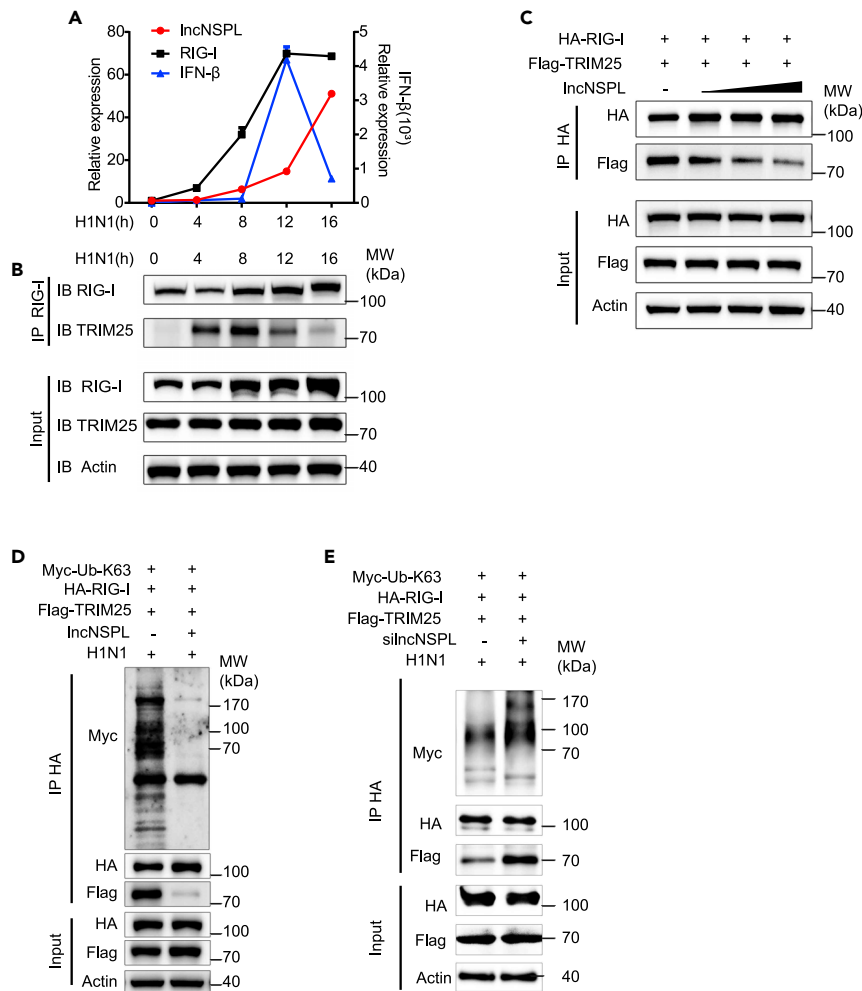 A
lncNSPL
RIG-I
IFN-β
Relative expression
80
60
40
20
0
5
4
3
2
1
0
IFN-β(10³)
Relative expression
H1N1(h) 0 4 8 12 16
B
H1N1(h) 0 4 8 12 16 MW
(kDa)
IP RIG-I
IB RIG-I 100
IB TRIM25 70
Input
IB RIG-I 100
IB TRIM25 70
IB Actin 40
C
HA-RIG-I + + + +
Flag-TRIM25 + + + +
lncNSPL -
MW
(kDa)
IP HA
HA 100
Flag 70
Input
HA 100
Flag 70
Actin 40
D
Myc-Ub-K63 + +
HA-RIG-I + +
Flag-TRIM25 + +
lncNSPL - +
H1N1 + +
MW
(kDa)
IP HA
170
Myc 100
70
HA 100
Flag 70
Input
HA 100
Flag 70
Actin 40
E
Myc-Ub-K63 + +
HA-RIG-I + +
Flag-TRIM25 + +
silncNSPL - +
H1N1 + +
MW
(kDa)
IP HA
170
100
Myc 70
HA 100
Flag 70
Input
HA 100
Flag 70
Actin 40